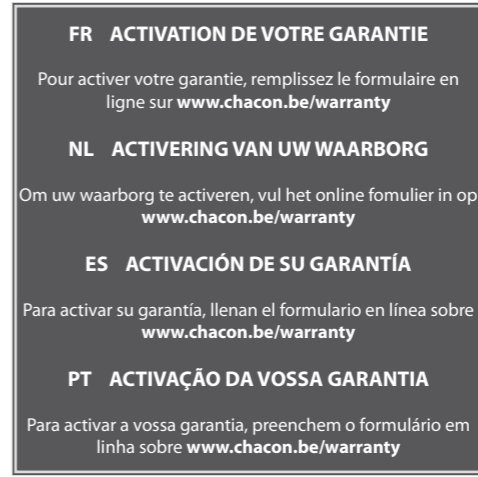 FR ACTIVATION DE VOTRE GARANTIE
Pour activer votre garantie, remplissez le formulaire en
ligne sur www.chacon.be/warranty
NL ACTIVERING VAN UW WAARBORG
Om uw waarborg te activeren, vul het online fomulier in op
www.chacon.be/warranty
ES ACTIVACIÓN DE SU GARANTÍA
Para activar su garantía, llenan el formulario en línea sobre
www.chacon.be/warranty
PT ACTIVAÇÃO DA VOSSA GARANTIA
Para activar a vossa garantia, preenchem o formulário em
linha sobre www.chacon.be/warranty